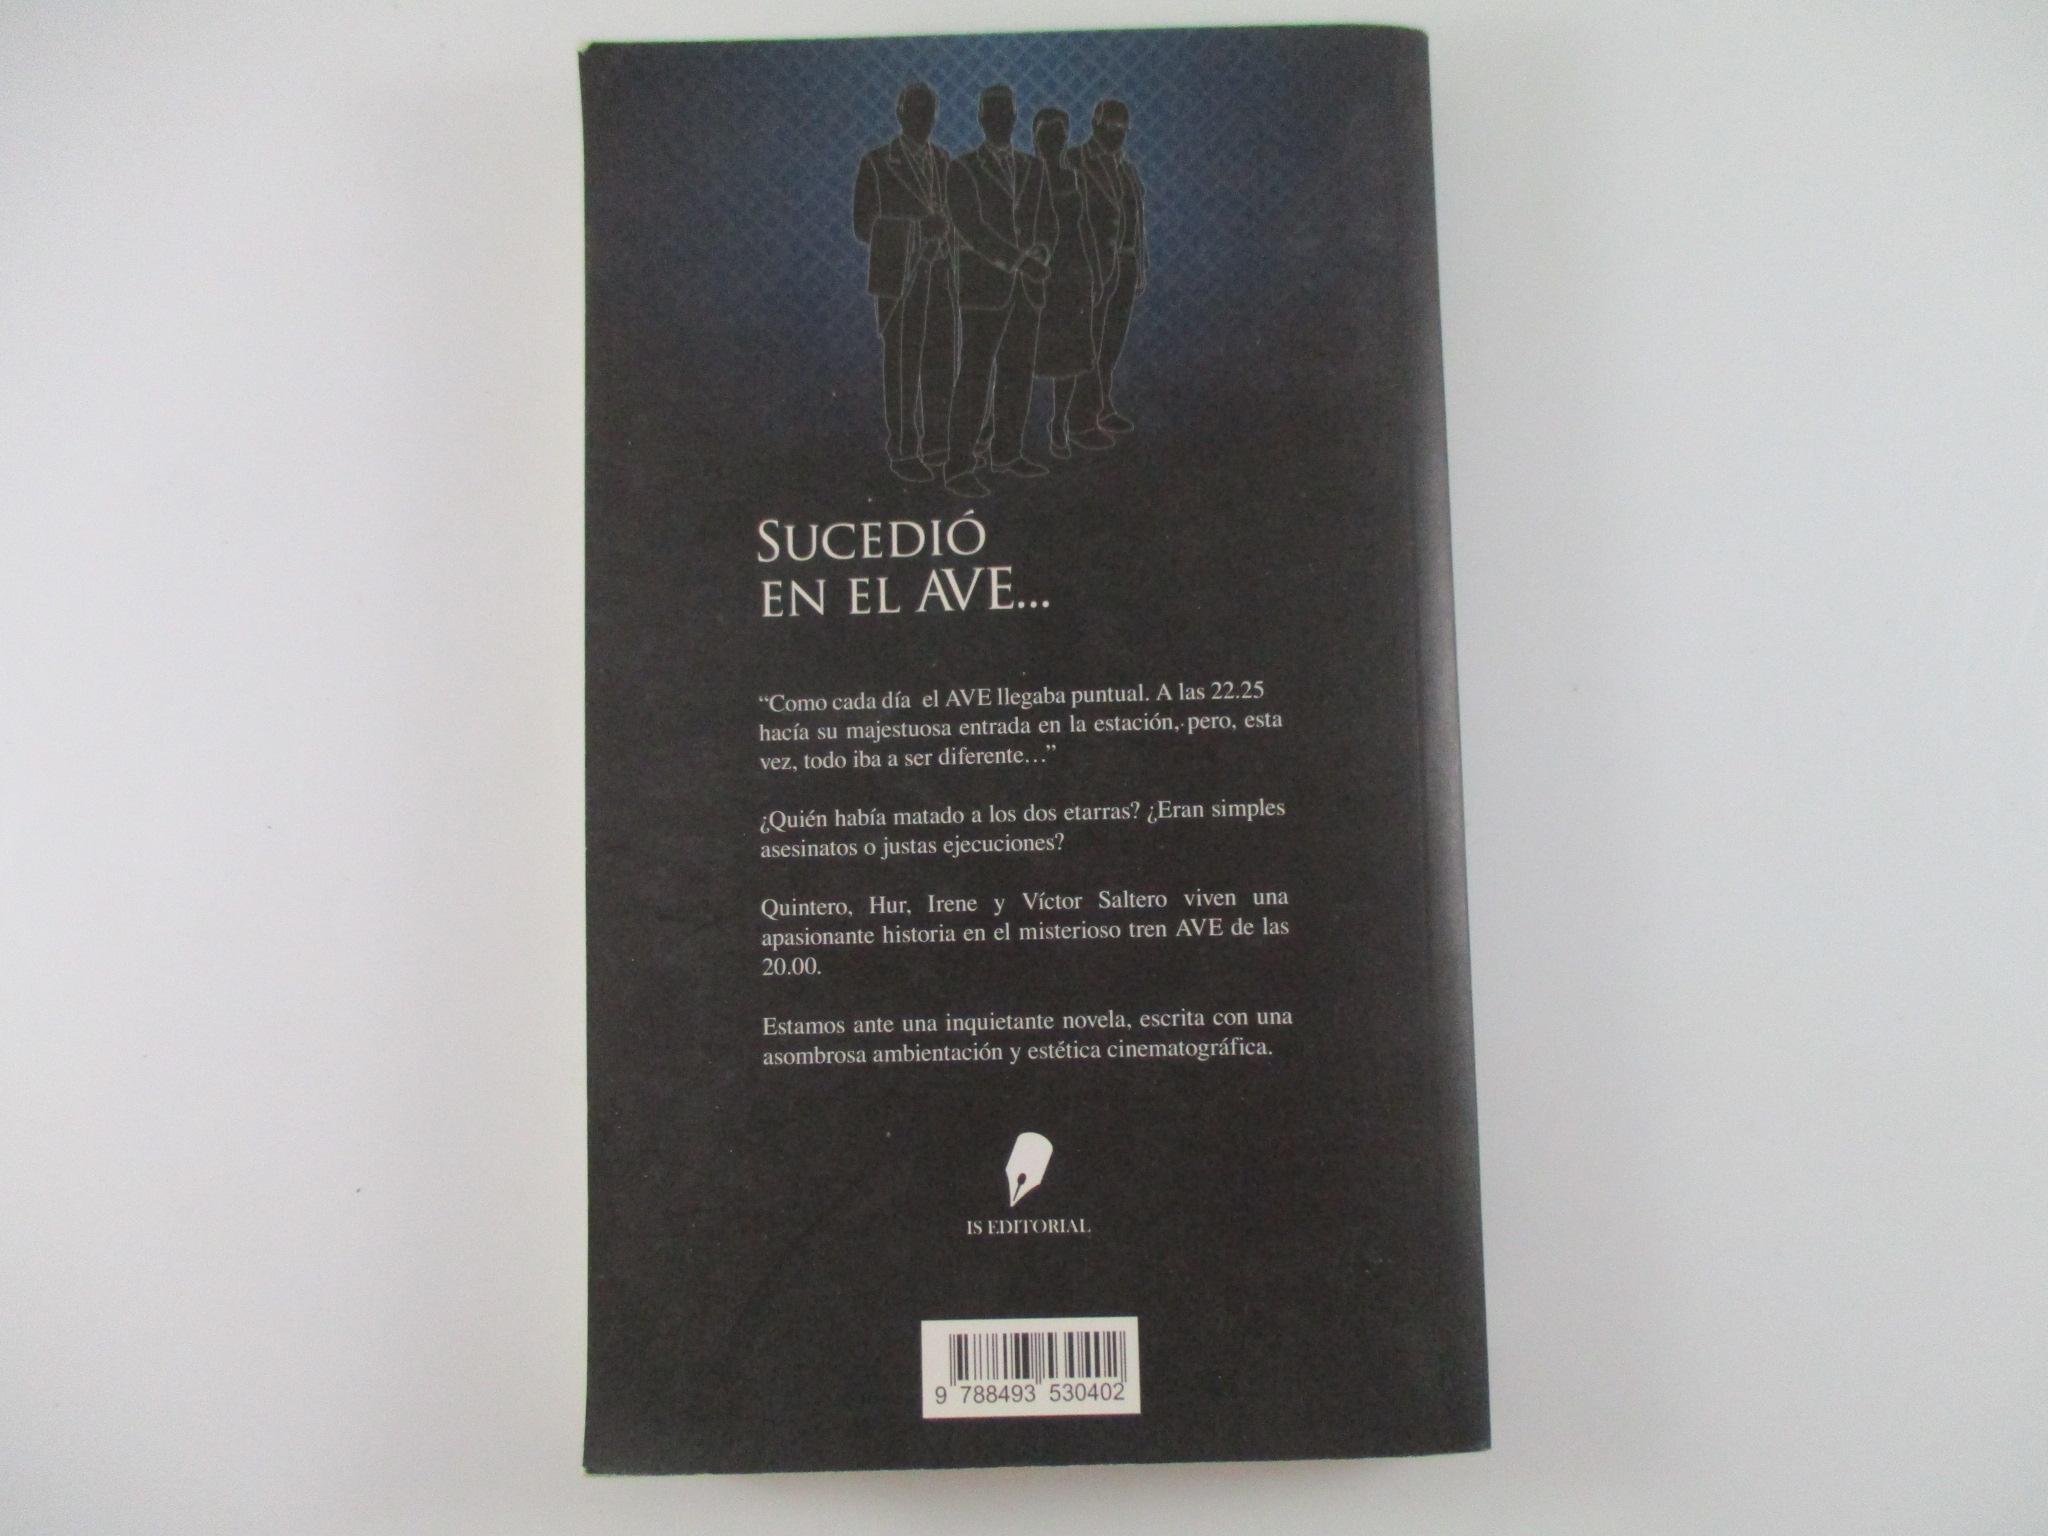 SUCEDIÓ
EN EL AVE...
“Como cada día el AVE llegaba puntual. A las 22.25
hacía su majestuosa entrada en la estación, pero, esta
vez, todo iba a ser diferente…”
¿Quién había matado a los dos etarras? ¿Eran simples
asesinatos o justas ejecuciones?
Quintero, Hur, Irene y Víctor Saltero viven una
apasionante historia en el misterioso tren AVE de las
20.00.
Estamos ante una inquietante novela, escrita con una
asombrosa ambientación y estética cinematográfica.
IS EDITORIAL
9 788493 530402